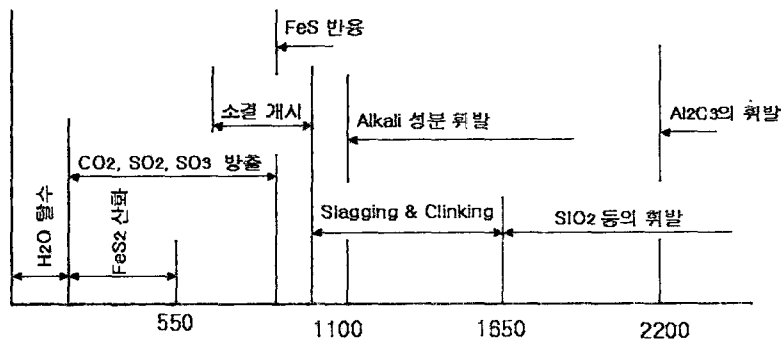 FeS 반응
소결 개시
Alkali 성분 휘발
Al2C3의 휘발
CO2, SO2, SO3 방출
H2O 탈수
FeS2 산화
Slagging & Clinking
SiO2 등의 휘발
550
1100
1650
2200